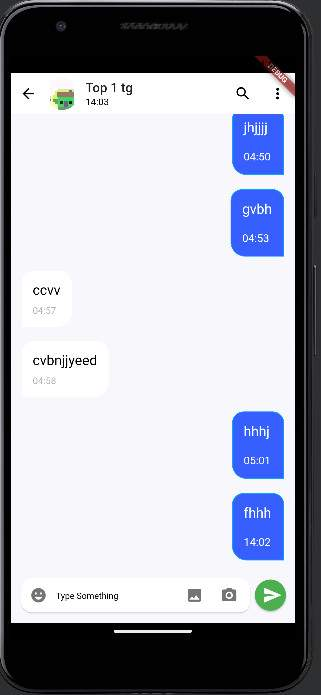 DEBUG
Top 1 tg
14:03
jhjjjj
04:50
gvbh
04:53
ccvv
04:57
cvbnjjyeed
04:58
hhhj
05:01
fhhh
14:02
Type Something